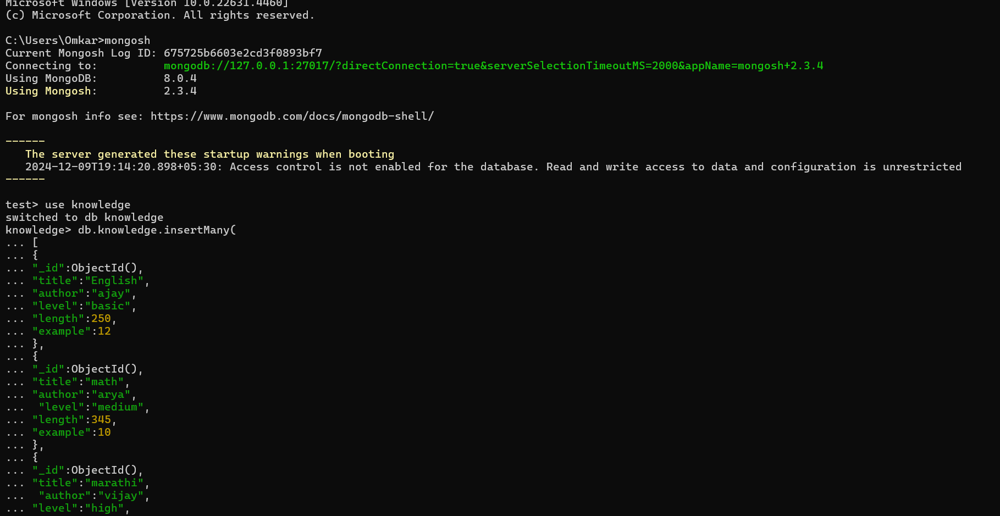 Microsoft Windows [Version 10.0.22631.4460]
(c) Microsoft Corporation. All rights reserved.
C:\Users\Omkar>mongosh
Current Mongosh Log ID: 675725b6603e2cd3f0893bf7
Connecting to:          mongodb://127.0.0.1:27017/?directConnection=true&serverSelectionTimeoutMS=2000&appName=mongosh+2.3.4
Using MongoDB:          8.0.4
Using Mongosh:          2.3.4
For mongosh info see: https://www.mongodb.com/docs/mongodb-shell/
------
   The server generated these startup warnings when booting
   2024-12-09T19:14:20.898+05:30: Access control is not enabled for the database. Read and write access to data and configuration is unrestricted
------
test> use knowledge
switched to db knowledge
knowledge> db.knowledge.insertMany(
... [
... {
... "_id":ObjectId(),
... "title":"English",
... "author":"ajay",
... "level":"basic",
... "length":250,
... "example":12
... },
... {
... "_id":ObjectId(),
... "title":"math",
... "author":"arya",
...  "level":"medium",
... "length":345,
... "example":10
... },
... {
... "_id":ObjectId(),
... "title":"marathi",
...  "author":"vijay",
... "level":"high",